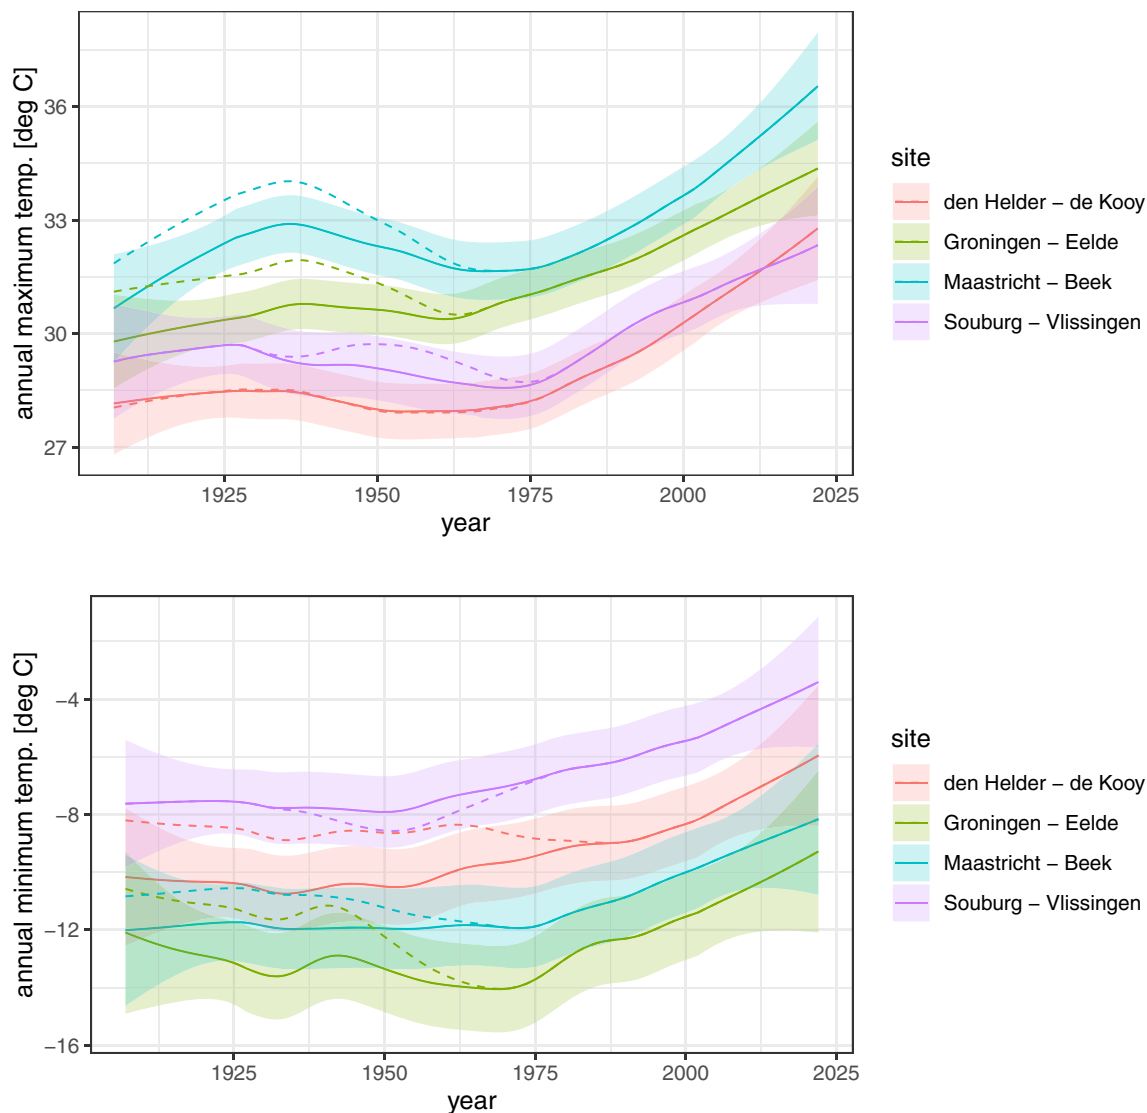 annual maximum temp. [deg C]
36
33
30
27
1925
1950
1975
2000
2025
year
site
den Helder − de Kooy
Groningen − Eelde
Maastricht − Beek
Souburg − Vlissingen
annual minimum temp. [deg C]
−4
−8
−12
−16
1925
1950
1975
2000
2025
year
site
den Helder − de Kooy
Groningen − Eelde
Maastricht − Beek
Souburg − Vlissingen